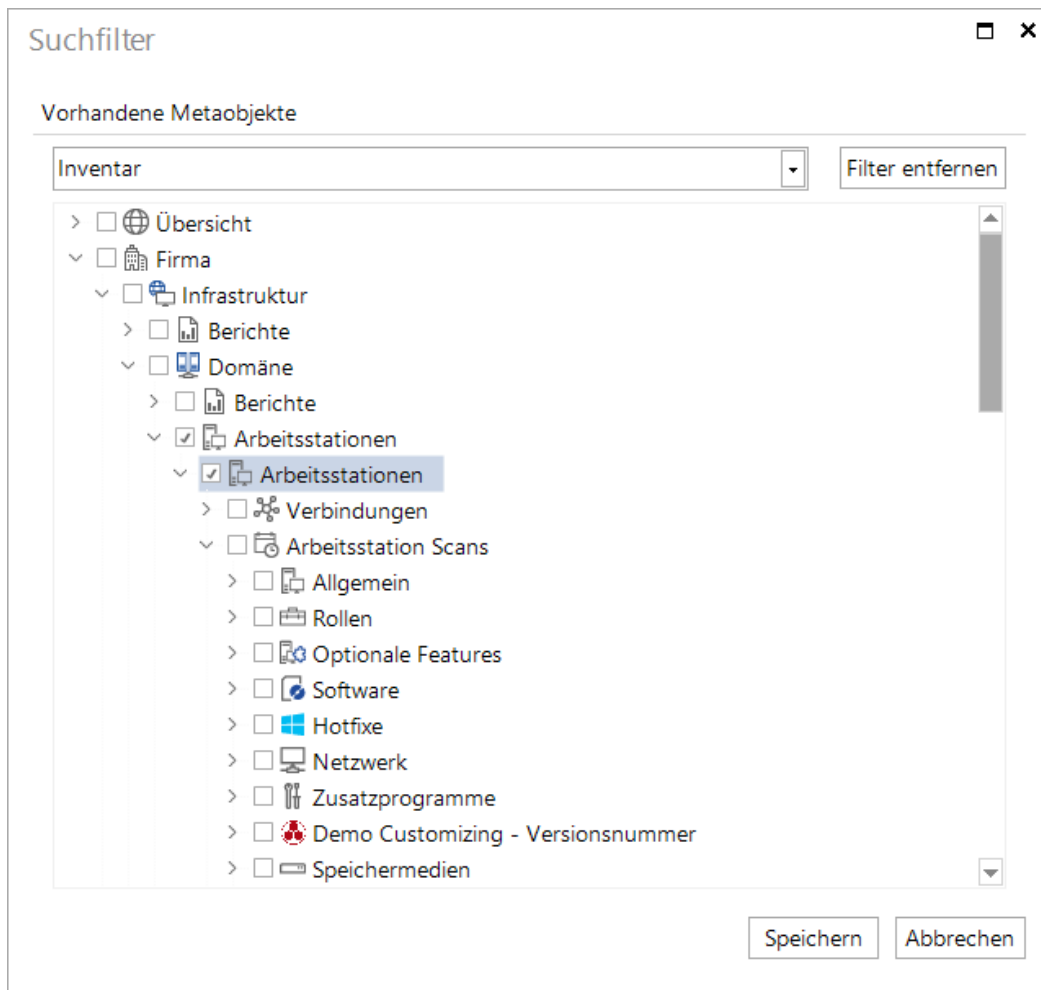 Suchfilter
Vorhandene Metaobjekte
Inventar
Filter entfernen
Übersicht
Firma
Infrastruktur
Berichte
Domäne
Berichte
Arbeitsstationen
Arbeitsstationen
Verbindungen
Arbeitsstation Scans
Allgemein
Rollen
Optionale Features
Software
Hotfixe
Netzwerk
Zusatzprogramme
Demo Customizing - Versionsnummer
Speichermedien
Speichern
Abbrechen